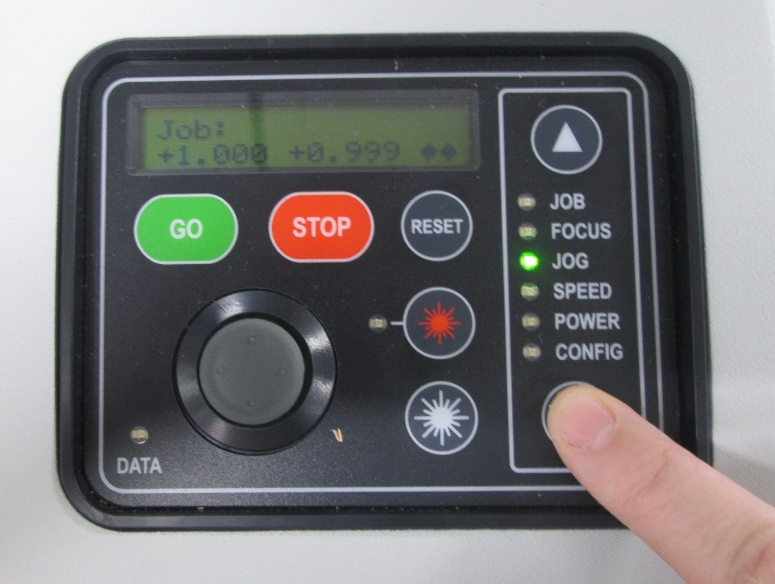 Job:
+1.000 +0.999
GO
STOP
RESET
JOB
FOCUS
JOG
SPEED
POWER
CONFIG
DATA